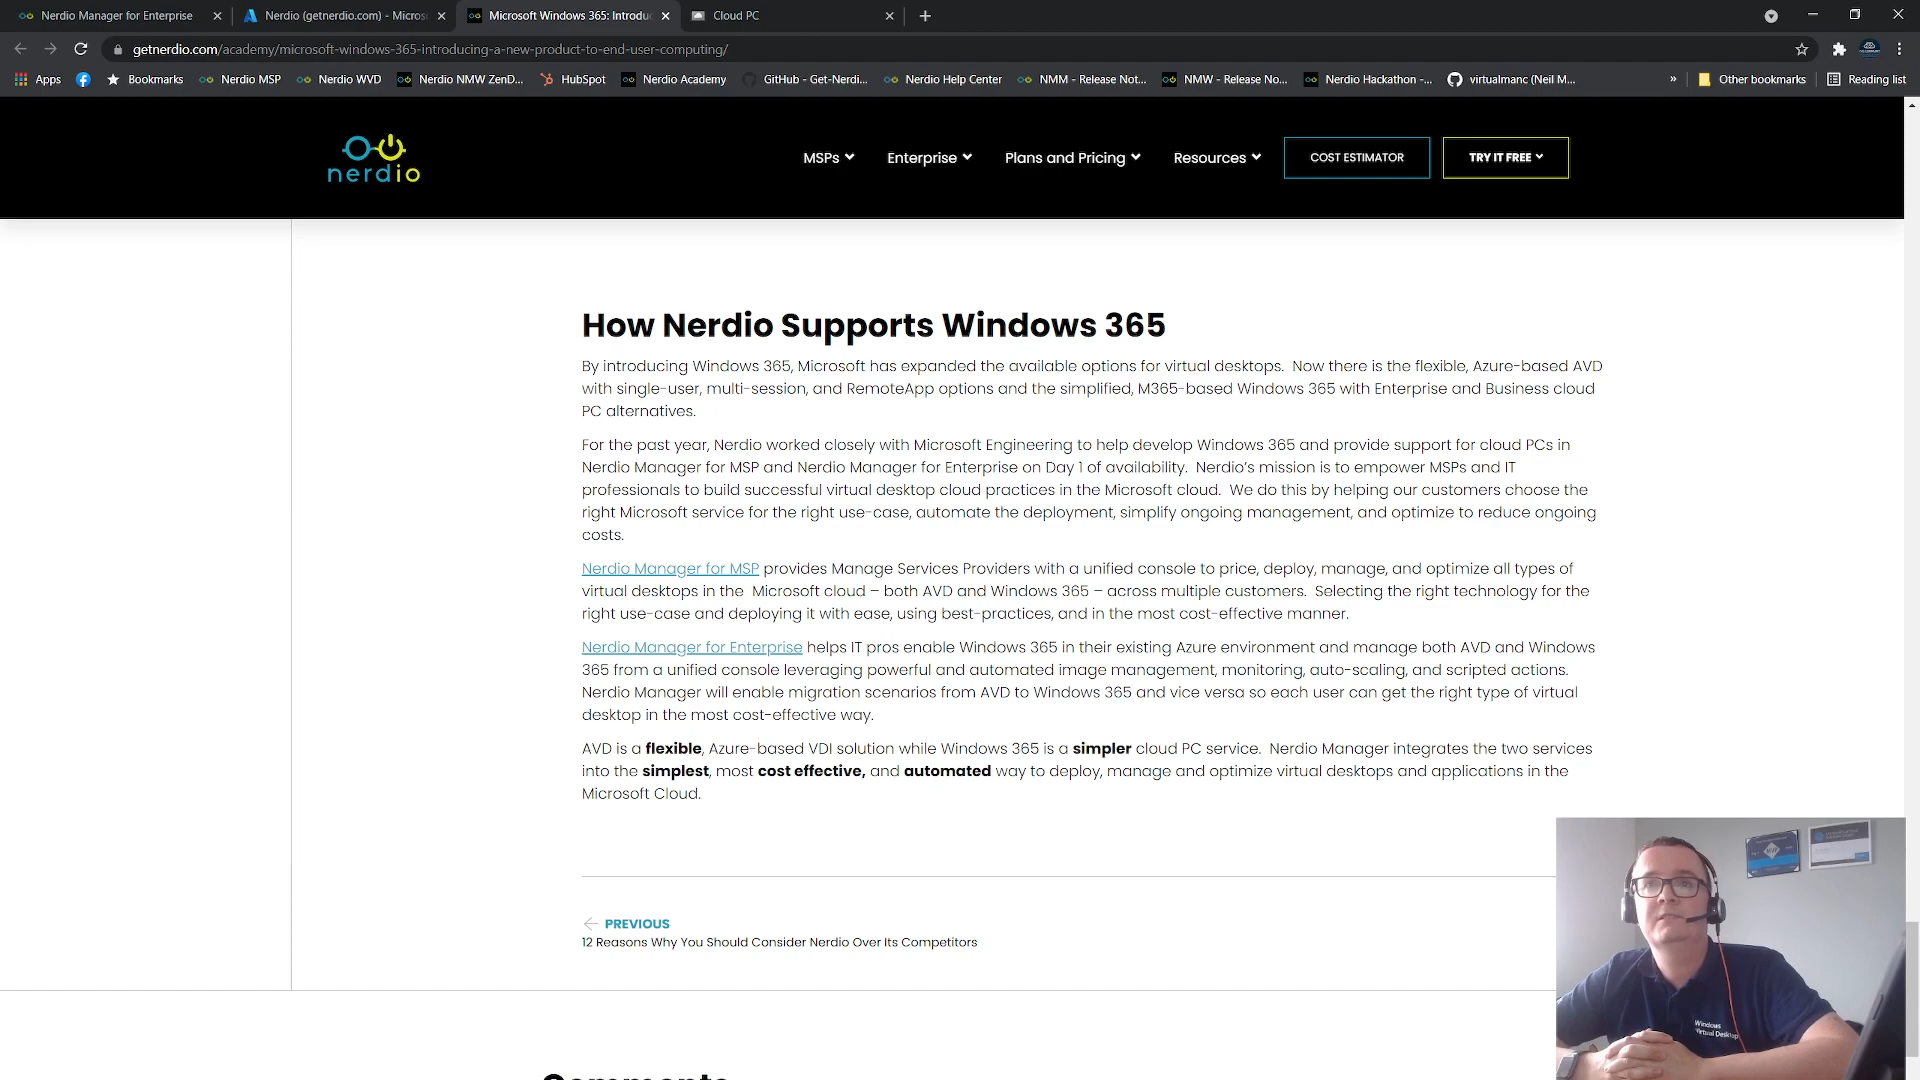 Nerdio Manager for Enterprise
Nerdio (getnerdio.com) - Micros
Microsoft Windows 365: Introdu
Cloud PC
getnerdio.com/academy/microsoft-windows-365-introducing-a-new-product-to-end-user-computing/
Apps
Bookmarks
Nerdio MSP
Nerdio WVD
Nerdio NMW ZenD...
HubSpot
Nerdio Academy
GitHub - Get-Nerdi...
Nerdio Help Center
NMM - Release Not...
NMW - Release No...
Nerdio Hackathon -...
virtualmanc (Neil M...
»
Other bookmarks
Reading list
nerdio
MSPs
Enterprise
Plans and Pricing
Resources
COST ESTIMATOR
TRY IT FREE
How Nerdio Supports Windows 365
By introducing Windows 365, Microsoft has expanded the available options for virtual desktops. Now there is the flexible, Azure-based AVD
with single-user, multi-session, and RemoteApp options and the simplified, M365-based Windows 365 with Enterprise and Business cloud
PC alternatives.
For the past year, Nerdio worked closely with Microsoft Engineering to help develop Windows 365 and provide support for cloud PCs in
Nerdio Manager for MSP and Nerdio Manager for Enterprise on Day 1 of availability. Nerdio's mission is to empower MSPs and IT
professionals to build successful virtual desktop cloud practices in the Microsoft cloud. We do this by helping our customers choose the
right Microsoft service for the right use-case, automate the deployment, simplify ongoing management, and optimize to reduce ongoing
costs.
Nerdio Manager for MSP provides Manage Services Providers with a unified console to price, deploy, manage, and optimize all types of
virtual desktops in the Microsoft cloud – both AVD and Windows 365 – across multiple customers. Selecting the right technology for the
right use-case and deploying it with ease, using best-practices, and in the most cost-effective manner.
Nerdio Manager for Enterprise helps IT pros enable Windows 365 in their existing Azure environment and manage both AVD and Windows
365 from a unified console leveraging powerful and automated image management, monitoring, auto-scaling, and scripted actions.
Nerdio Manager will enable migration scenarios from AVD to Windows 365 and vice versa so each user can get the right type of virtual
desktop in the most cost-effective way.
AVD is a flexible, Azure-based VDI solution while Windows 365 is a simpler cloud PC service. Nerdio Manager integrates the two services
into the simplest, most cost effective, and automated way to deploy, manage and optimize virtual desktops and applications in the
Microsoft Cloud.
PREVIOUS
12 Reasons Why You Should Consider Nerdio Over Its Competitors
Windows
Virtual Desktop
Comments